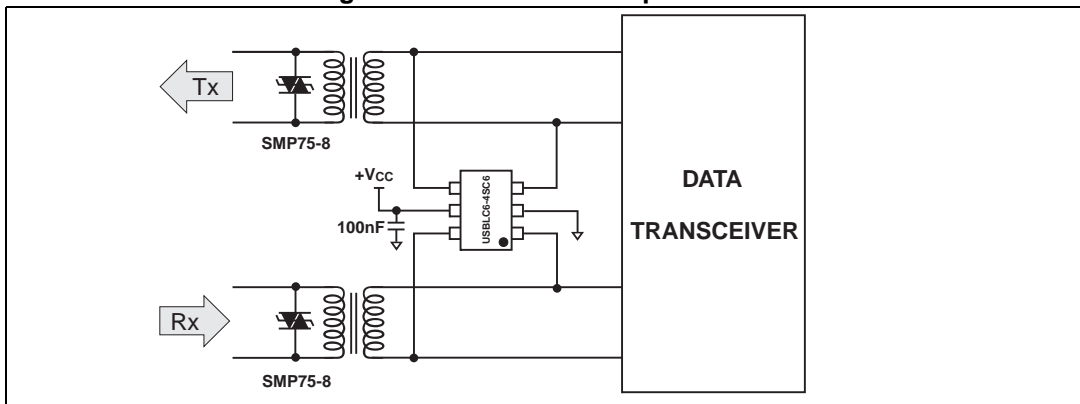 Tx
SMP75-8
+Vcc
100nF
USBLC6-4SC6
DATA
TRANSCEIVER
Rx
SMP75-8